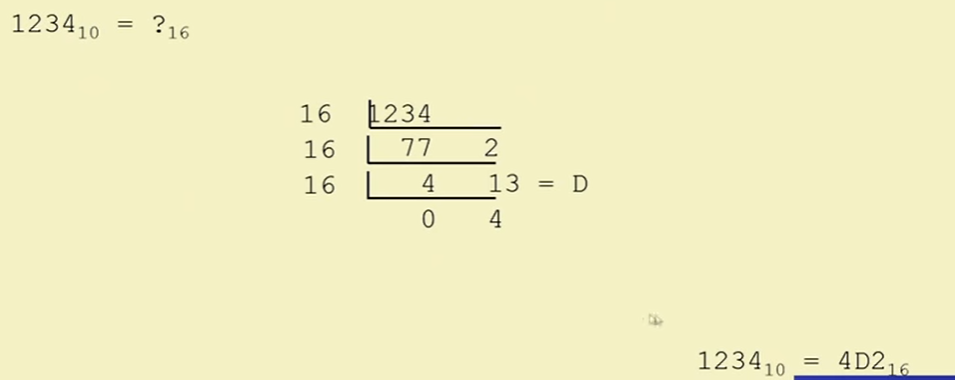 1234₁₀ = ?₁₆
16 1234
16 77 2
16 4 13 = D
0 4
1234₁₀ = 4D2₁₆